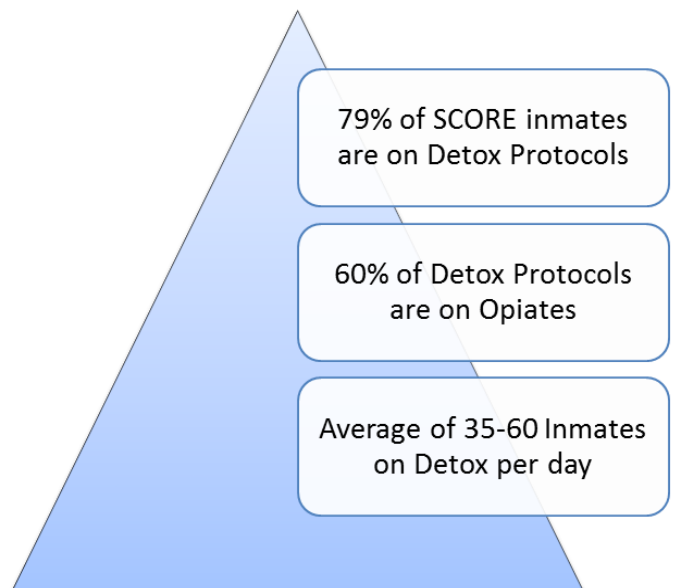 79% of SCORE inmates
are on Detox Protocols
60% of Detox Protocols
are on Opiates
Average of 35-60 Inmates
on Detox per day